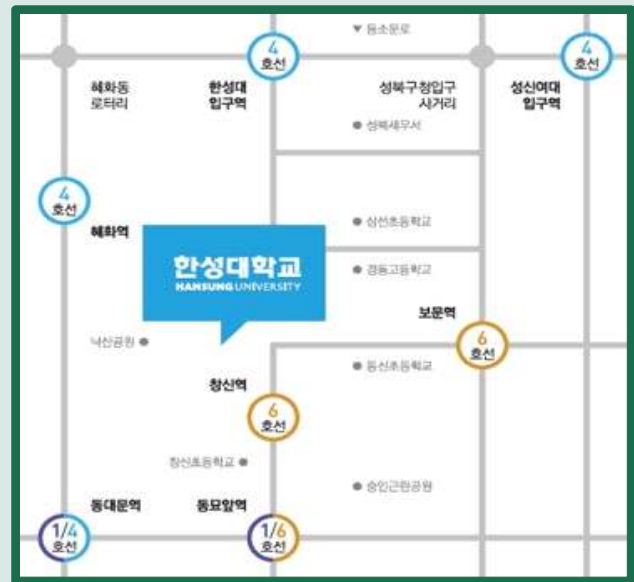 ▼ 동소문로
4
호선
4
호선
혜화동
로터리
한성대
입구역
성북구청입구
사거리
성신여대
입구역
● 성북세무서
4
호선
혜화역
● 삼선초등학교
한성대학교
HANSUNG UNIVERSITY
● 경동고등학교
보문역
낙산공원 ●
6
호선
● 동신초등학교
창신역
6
호선
창신초등학교 ●
● 숭인근린공원
동대문역
동묘앞역
1/4
호선
1/6
호선